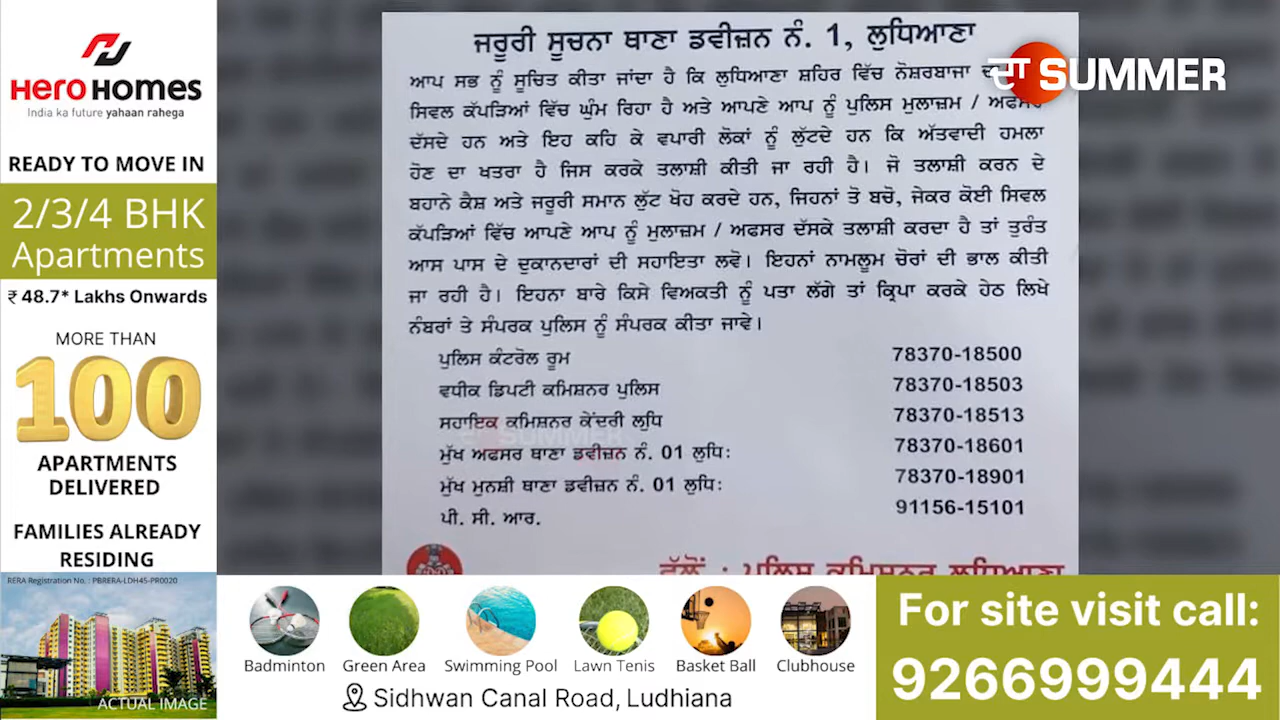 HERO HOMES
India ka future yahaan rahega
READY TO MOVE IN
2/3/4 BHK
Apartments
₹ 48.7* Lakhs Onwards
MORE THAN
100
APARTMENTS
DELIVERED
FAMILIES ALREADY
RESIDING
RERA Registration No. : PBRERA-LDH45-PR0020
ACTUAL IMAGE
ਦਾ SUMMER
ਜਰੂਰੀ ਸੂਚਨਾ ਥਾਣਾ ਡਵੀਜ਼ਨ ਨੰ. 1, ਲੁਧਿਆਣਾ
ਆਪ ਸਭ ਨੂੰ ਸੂਚਿਤ ਕੀਤਾ ਜਾਂਦਾ ਹੈ ਕਿ ਲੁਧਿਆਣਾ ਸ਼ਹਿਰ ਵਿੱਚ ਨੋਸ਼ਰਬਾਜਾ
ਸਿਵਲ ਕੱਪੜਿਆਂ ਵਿੱਚ ਘੁੰਮ ਰਿਹਾ ਹੈ ਅਤੇ ਆਪਣੇ ਆਪ ਨੂੰ ਪੁਲਿਸ ਮੁਲਾਜ਼ਮ / ਅਫਸਰ
ਦੱਸਦੇ ਹਨ ਅਤੇ ਇਹ ਕਹਿ ਕੇ ਵਪਾਰੀ ਲੋਕਾਂ ਨੂੰ ਲੁੱਟਦੇ ਹਨ ਕਿ ਅੱਤਵਾਦੀ ਹਮਲਾ
ਹੋਣ ਦਾ ਖਤਰਾ ਹੈ ਜਿਸ ਕਰਕੇ ਤਲਾਸ਼ੀ ਕੀਤੀ ਜਾ ਰਹੀ ਹੈ। ਜੋ ਤਲਾਸ਼ੀ ਕਰਨ ਦੇ
ਬਹਾਨੇ ਕੈਸ਼ ਅਤੇ ਜਰੂਰੀ ਸਮਾਨ ਲੁੱਟ ਖੋਹ ਕਰਦੇ ਹਨ, ਜਿਹਨਾਂ ਤੋ ਬਚੋ, ਜੇਕਰ ਕੋਈ ਸਿਵਲ
ਕੱਪੜਿਆਂ ਵਿੱਚ ਆਪਣੇ ਆਪ ਨੂੰ ਮੁਲਾਜ਼ਮ / ਅਫਸਰ ਦੱਸਕੇ ਤਲਾਸ਼ੀ ਕਰਦਾ ਹੈ ਤਾਂ ਤੁਰੰਤ
ਆਸ ਪਾਸ ਦੇ ਦੁਕਾਨਦਾਰਾਂ ਦੀ ਸਹਾਇਤਾ ਲਵੋ। ਇਹਨਾਂ ਨਾਮਲੂਮ ਚੋਰਾਂ ਦੀ ਭਾਲ ਕੀਤੀ
ਜਾ ਰਹੀ ਹੈ। ਇਹਨਾ ਬਾਰੇ ਕਿਸੇ ਵਿਅਕਤੀ ਨੂੰ ਪਤਾ ਲੱਗੇ ਤਾਂ ਕ੍ਰਿਪਾ ਕਰਕੇ ਹੇਠ ਲਿਖੇ
ਨੰਬਰਾਂ ਤੇ ਸੰਪਰਕ ਪੁਲਿਸ ਨੂੰ ਸੰਪਰਕ ਕੀਤਾ ਜਾਵੇ।
ਪੁਲਿਸ ਕੰਟਰੋਲ ਰੂਮ 78370-18500
ਵਧੀਕ ਡਿਪਟੀ ਕਮਿਸ਼ਨਰ ਪੁਲਿਸ 78370-18503
ਸਹਾਇਕ ਕਮਿਸ਼ਨਰ ਕੇਂਦਰੀ ਲੁਧਿ 78370-18513
ਮੁੱਖ ਅਫਸਰ ਥਾਣਾ ਡਵੀਜ਼ਨ ਨੰ. 01 ਲੁਧਿ: 78370-18601
ਮੁੱਖ ਮੁਨਸ਼ੀ ਥਾਣਾ ਡਵੀਜ਼ਨ ਨੰ. 01 ਲੁਧਿ: 78370-18901
ਪੀ. ਸੀ. ਆਰ. 91156-15101
ਦਾ SUMMER
ਵੱਲੋਂ : ਪੁਲਿਸ ਕਮਿਸ਼ਨਰ ਲੁਧਿਆਣਾ
Badminton Green Area Swimming Pool Lawn Tenis Basket Ball Clubhouse
Sidhwan Canal Road, Ludhiana
For site visit call:
9266999444